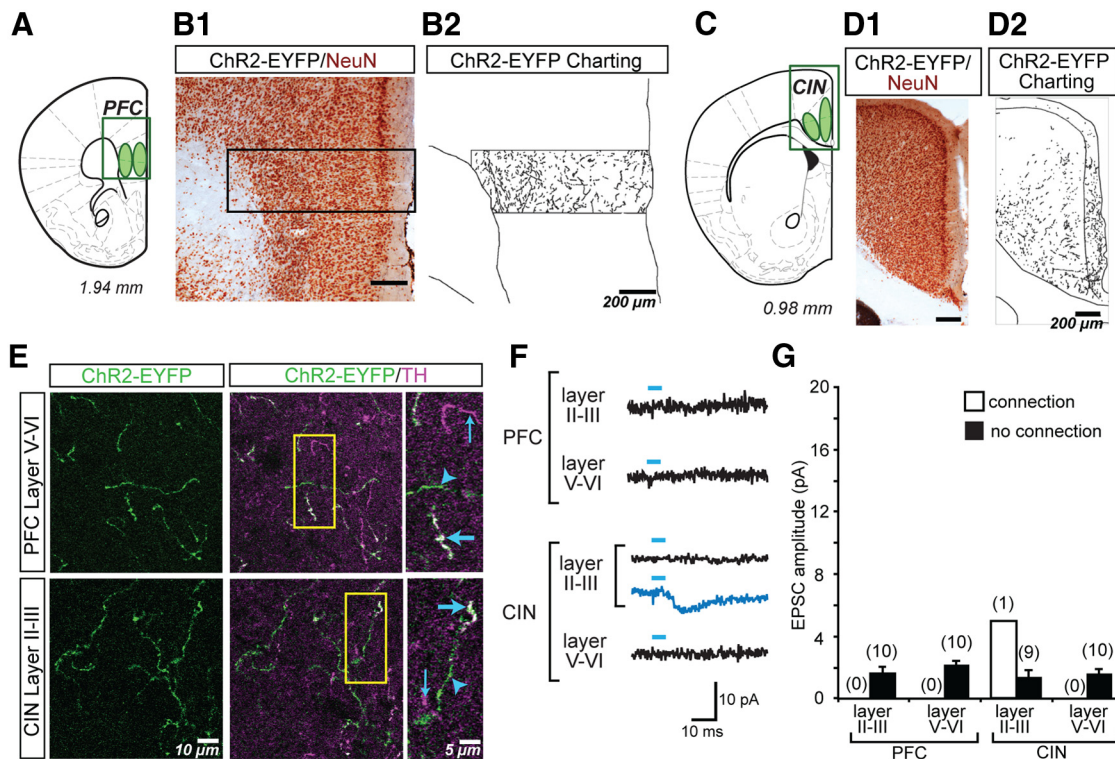 A
PFC
1.94 mm
B1
ChR2-EYFP/NeuN
B2
ChR2-EYFP Charting
200 µm
C
CIN
0.98 mm
D1
ChR2-EYFP/
NeuN
D2
ChR2-EYFP
Charting
200 µm
E
ChR2-EYFP
ChR2-EYFP/TH
PFC Layer V-VI
CIN Layer II-III
10 µm
5 µm
F
PFC
layer
II-III
layer
V-VI
CIN
layer
II-III
layer
V-VI
10 pA
10 ms
G
EPSC amplitude (pA)
20
16
12
8
4
0
connection
no connection
(0)
(10)
(0)
(10)
(1)
(9)
(0)
(10)
layer
II-III
layer
V-VI
layer
II-III
layer
V-VI
PFC
CIN